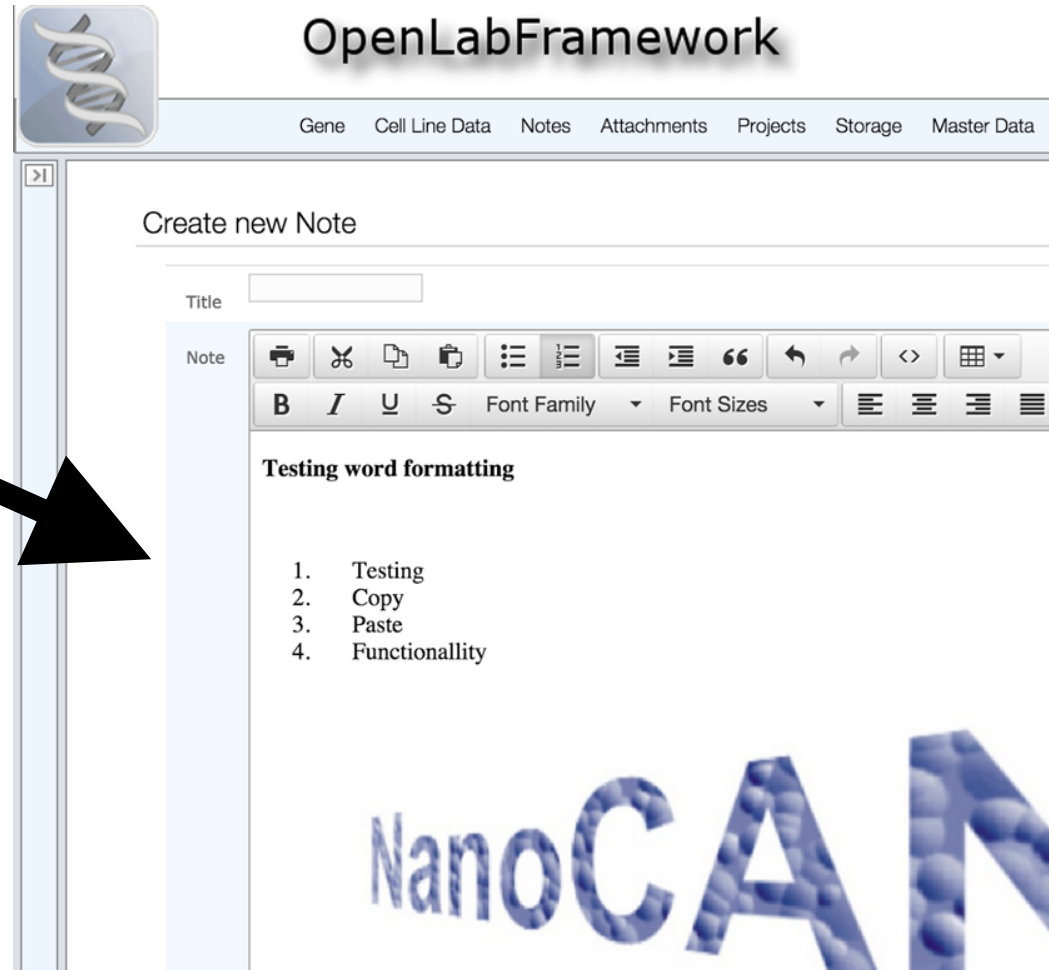 OpenLabFramework
Gene Cell Line Data Notes Attachments Projects Storage Master Data
Create new Note
Title
Note
B I U S Font Family Font Sizes
Testing word formatting
1. Testing
2. Copy
3. Paste
4. Functionallity
NanoCAN